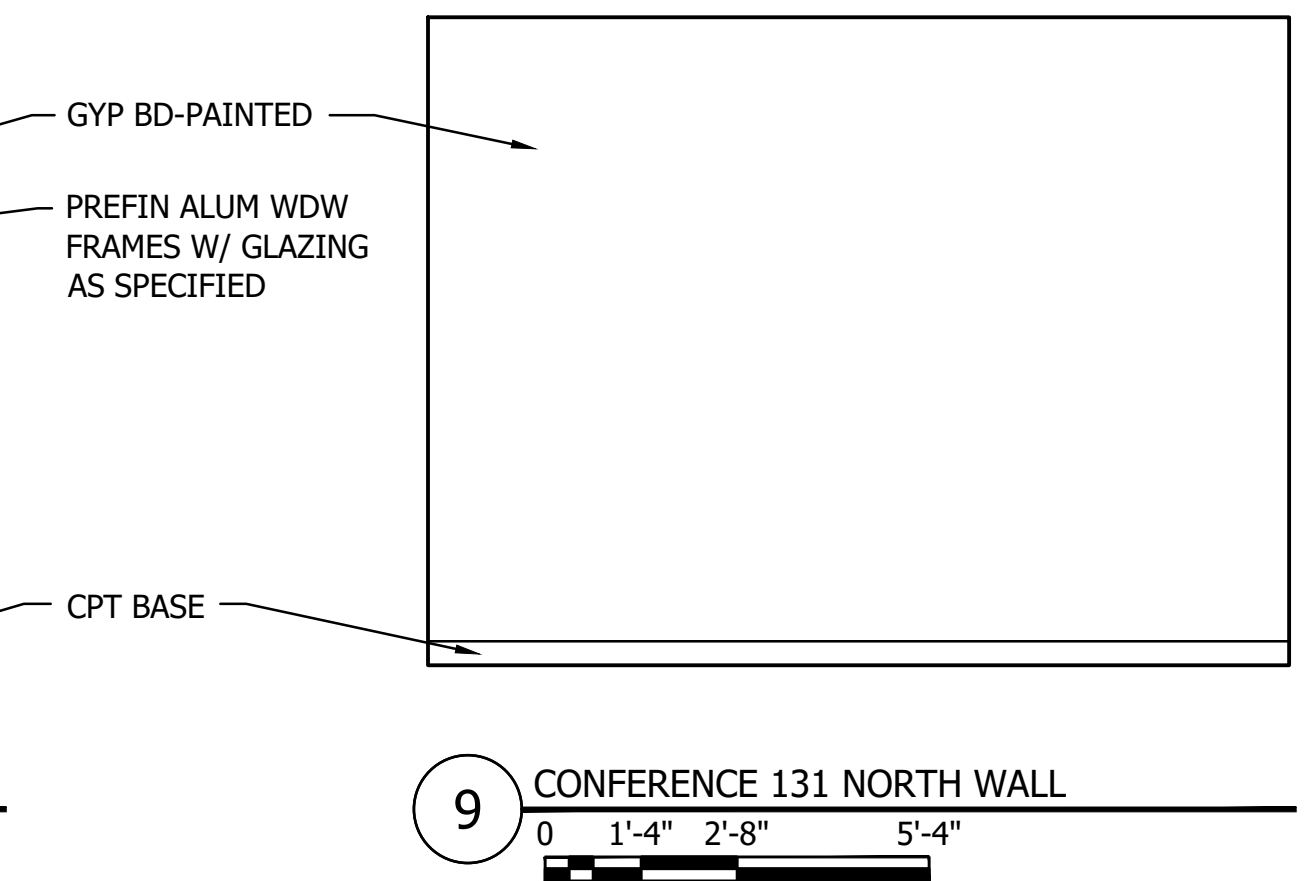 GYP BD-PAINTED
PREFIN ALUM WDW
FRAMES W/ GLAZING
AS SPECIFIED
CPT BASE
9
CONFERENCE 131 NORTH WALL
0 1'-4" 2'-8" 5'-4"